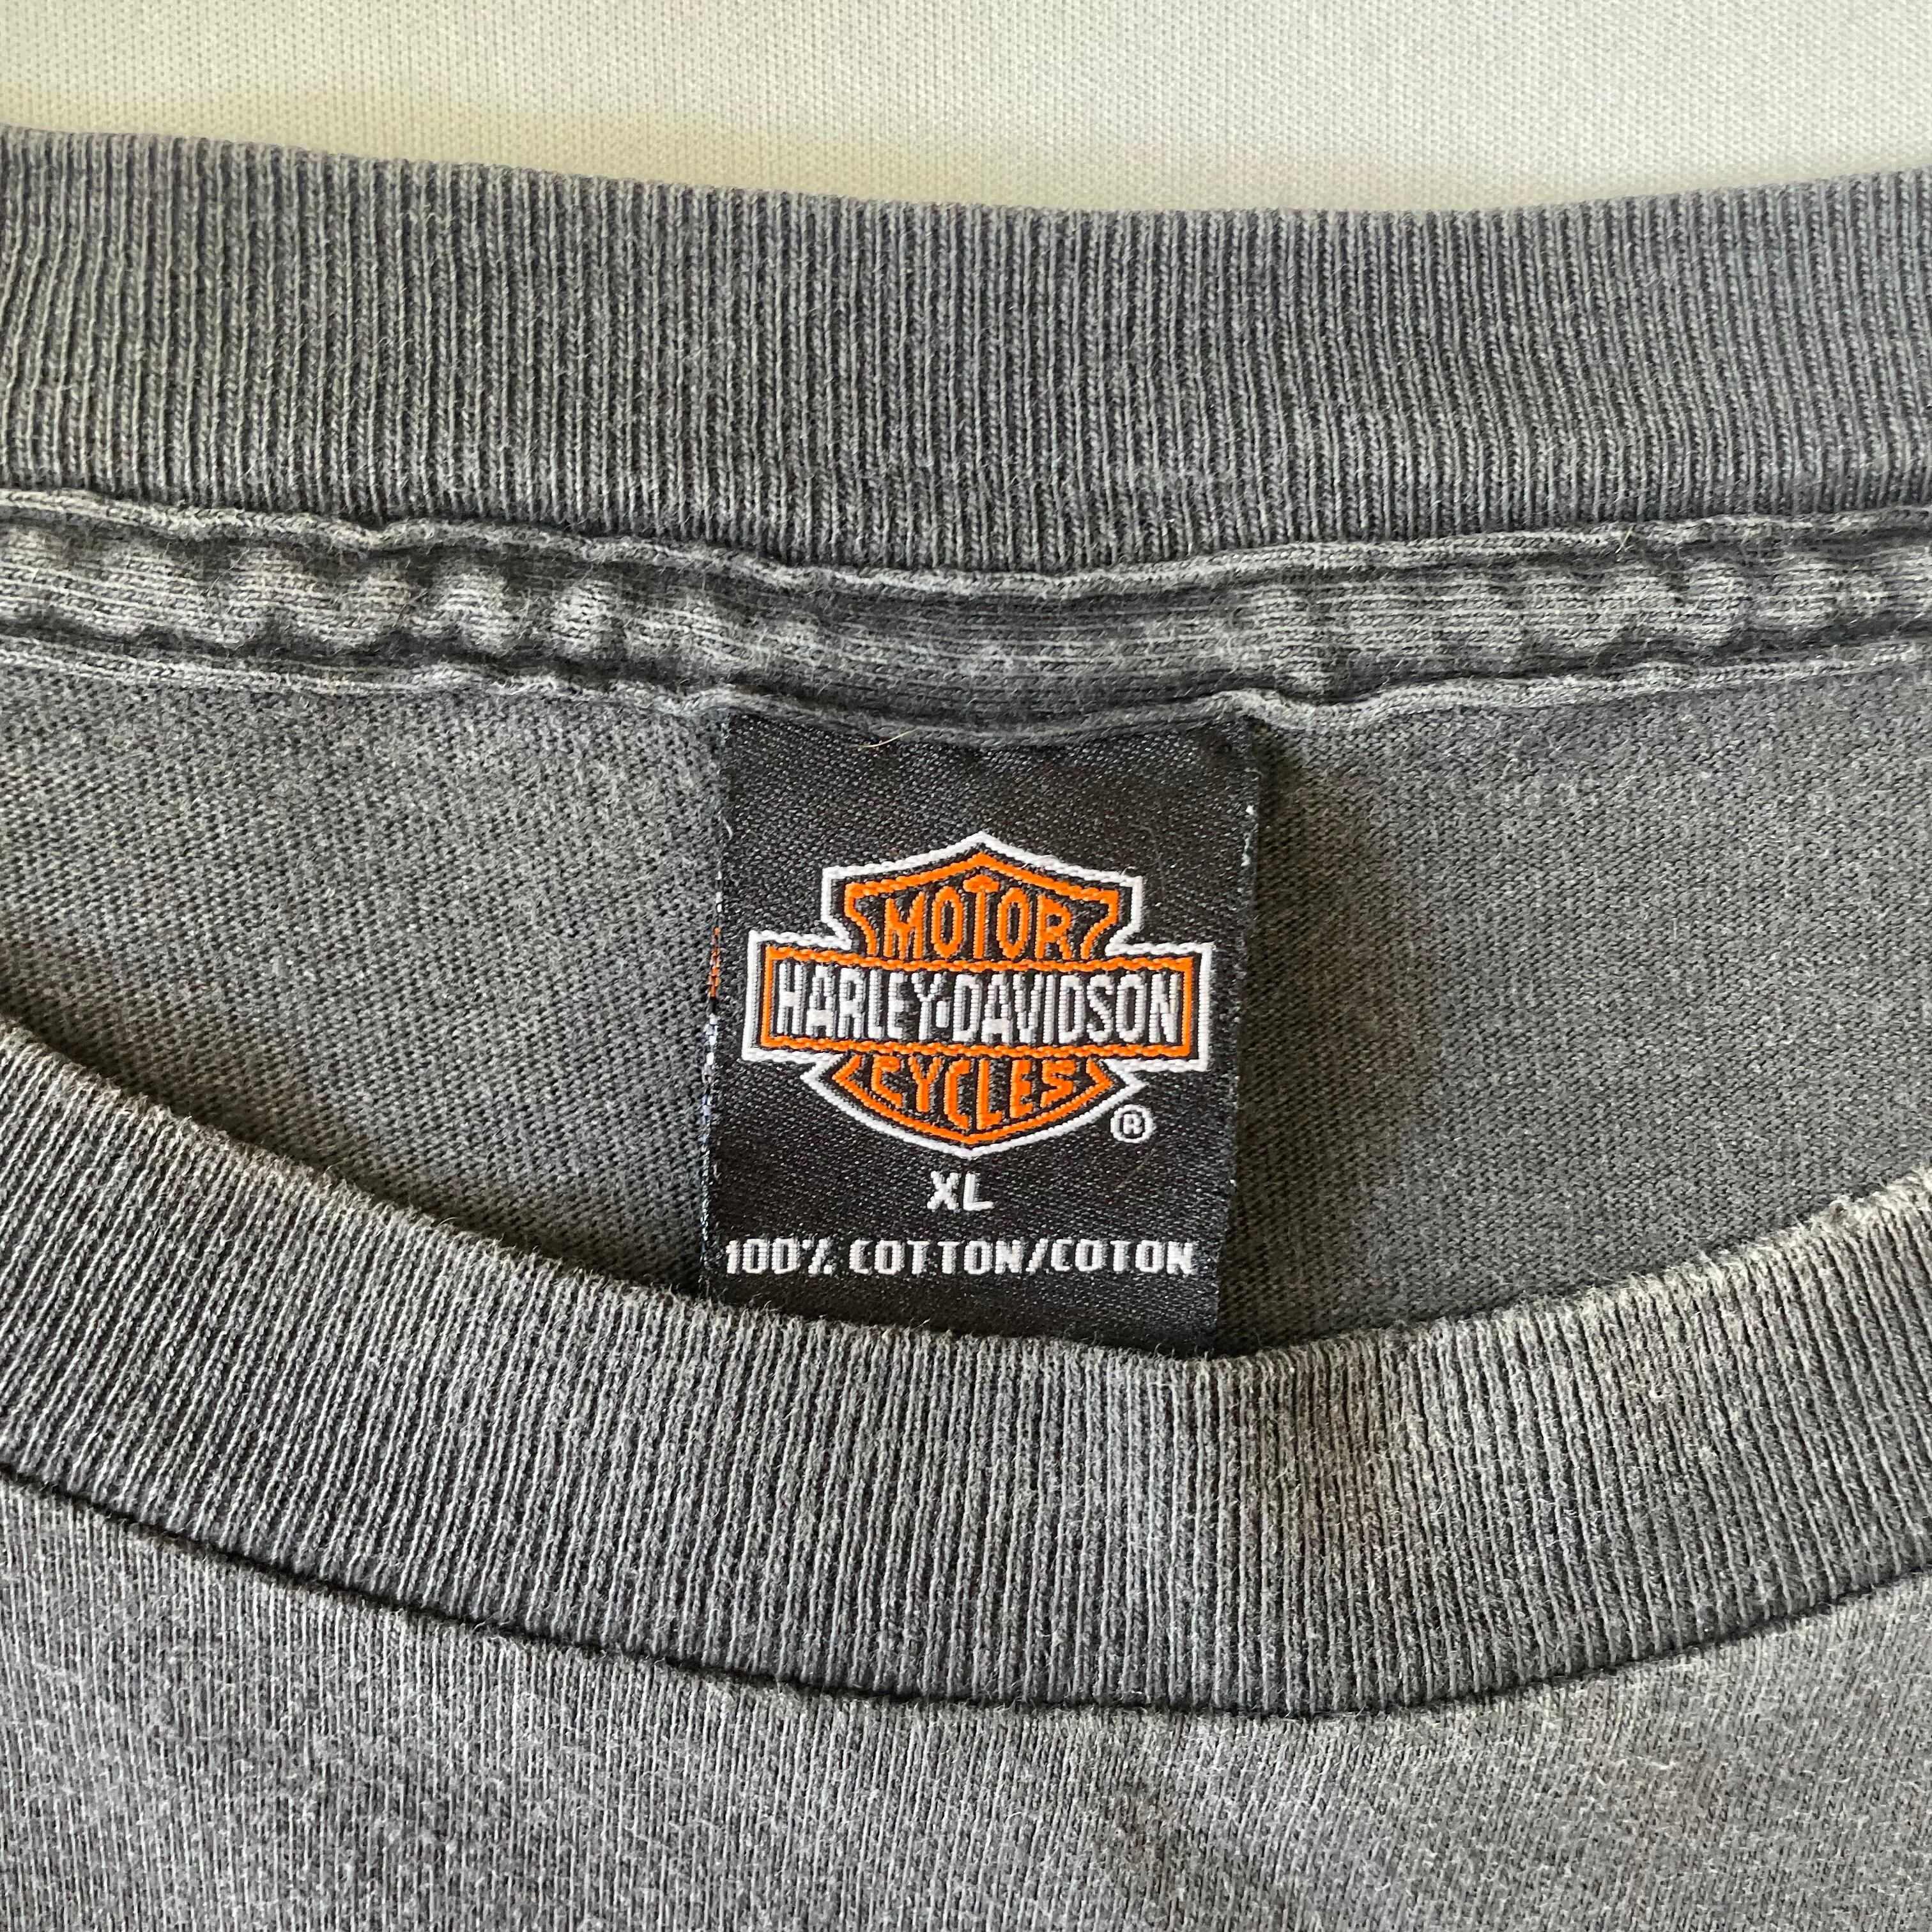 MOTOR
HARLEY-DAVIDSON
CYCLES
®
XL
100% COTTON/COTON